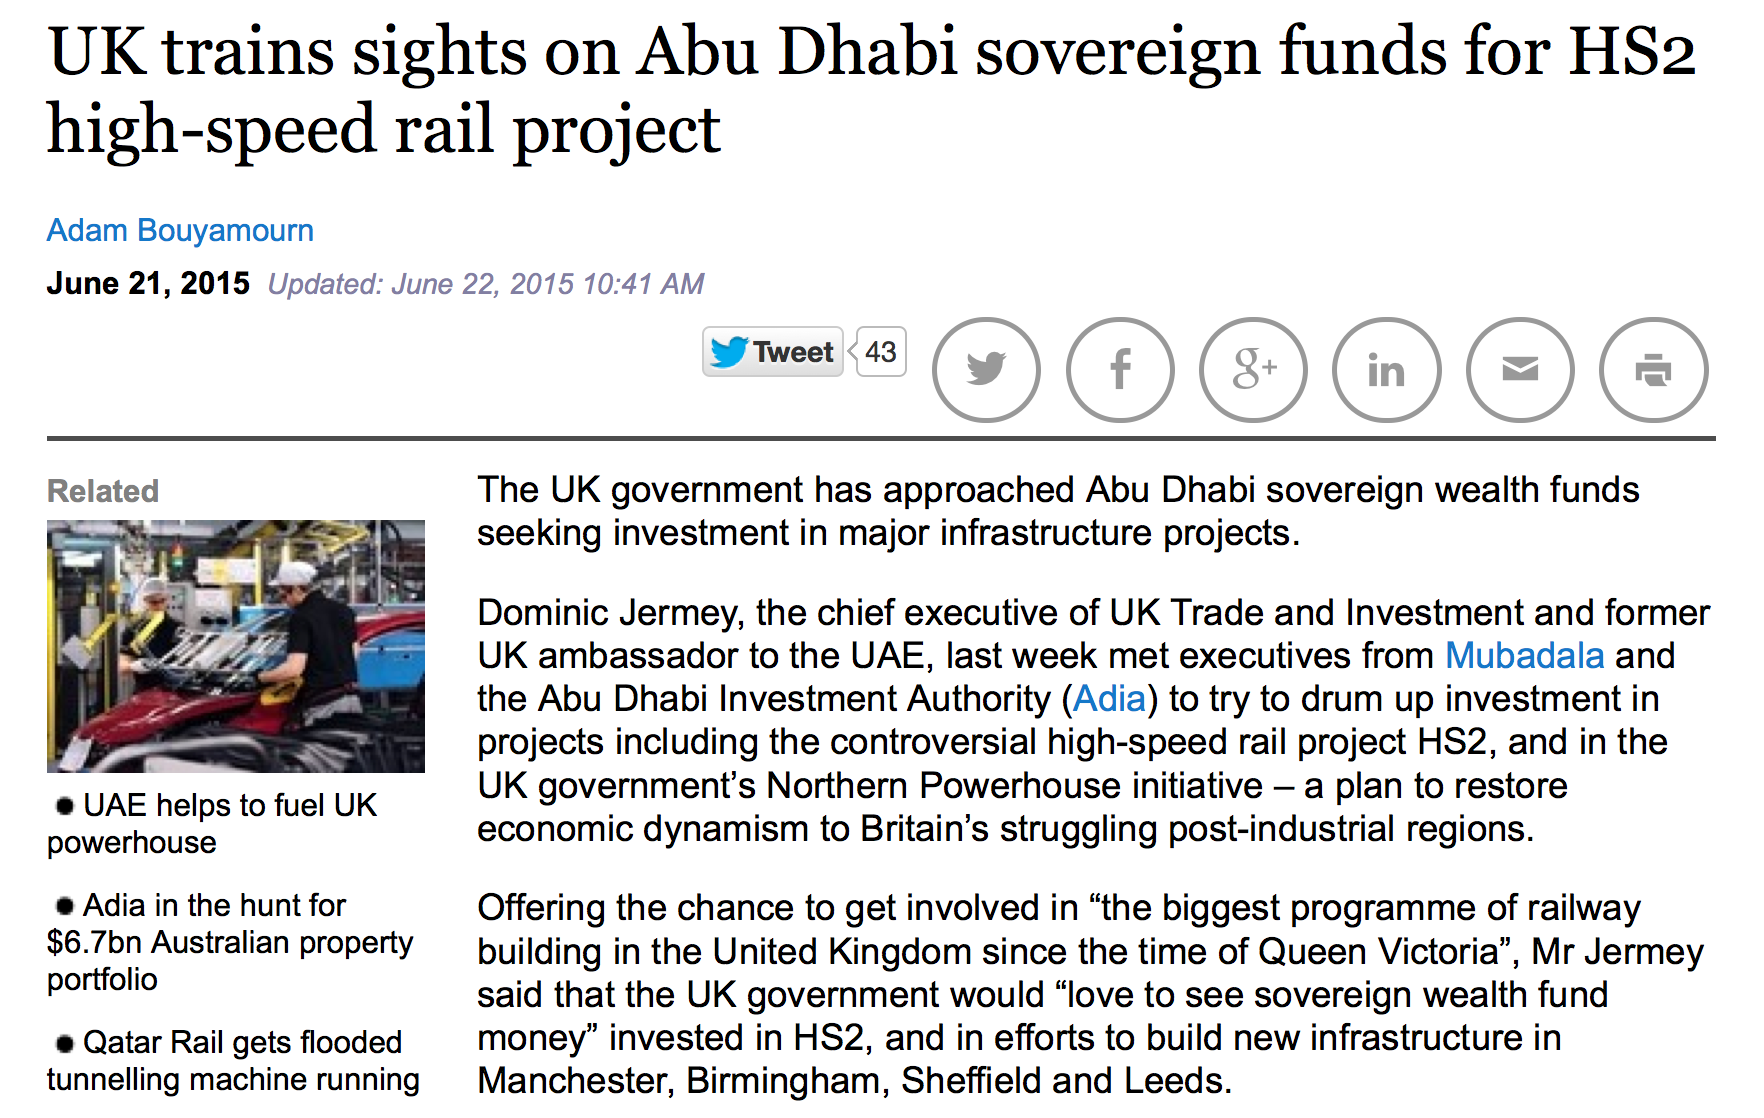 UK trains sights on Abu Dhabi sovereign funds for HS2
high-speed rail project
Adam Bouyamourn
June 21, 2015 Updated: June 22, 2015 10:41 AM
Tweet 43
f g+ in
Related
UAE helps to fuel UK
powerhouse
Adia in the hunt for
$6.7bn Australian property
portfolio
Qatar Rail gets flooded
tunnelling machine running
The UK government has approached Abu Dhabi sovereign wealth funds
seeking investment in major infrastructure projects.
Dominic Jermey, the chief executive of UK Trade and Investment and former
UK ambassador to the UAE, last week met executives from Mubadala and
the Abu Dhabi Investment Authority (Adia) to try to drum up investment in
projects including the controversial high-speed rail project HS2, and in the
UK government’s Northern Powerhouse initiative – a plan to restore
economic dynamism to Britain’s struggling post-industrial regions.
Offering the chance to get involved in “the biggest programme of railway
building in the United Kingdom since the time of Queen Victoria”, Mr Jermey
said that the UK government would “love to see sovereign wealth fund
money” invested in HS2, and in efforts to build new infrastructure in
Manchester, Birmingham, Sheffield and Leeds.